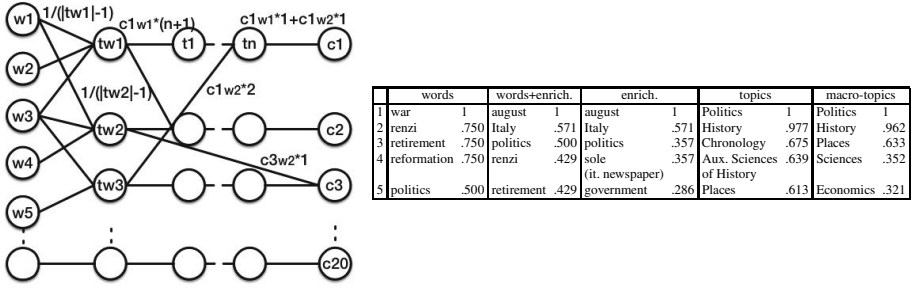 w1
1/(|tw1|-1)
c1w1*(n+1)
c1w1*1+c1w2*1
tw1
t1
tn
c1
w2
1/(|tw2|-1)
c1w2*2
w3
tw2
c2
w4
c3w2*1
tw3
c3
w5
c20
words words+enrich. enrich. topics macro-topics
1 war 1 august 1 august 1 Politics 1 Politics 1
2 renzi .750 Italy .571 Italy .571 History .977 History .962
3 retirement .750 politics .500 politics .357 Chronology .675 Places .633
4 reformation .750 renzi .429 sole .357 Aux. Sciences .639 Sciences .352
(it. newspaper) of History
5 politics .500 retirement .429 government .286 Places .613 Economics .321